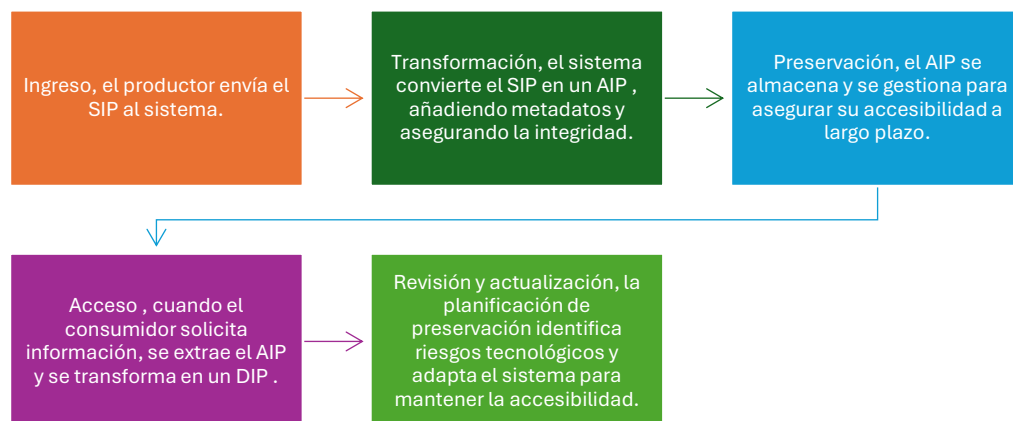 Ingreso, el productor envía el
SIP al sistema.
Transformación, el sistema
convierte el SIP en un AIP ,
añadiendo metadatos y
asegurando la integridad.
Preservación, el AIP se
almacena y se gestiona para
asegurar su accesibilidad a
largo plazo.
Acceso , cuando el
consumidor solicita
información, se extrae el AIP
y se transforma en un DIP .
Revisión y actualización, la
planificación de
preservación identifica
riesgos tecnológicos y
adapta el sistema para
mantener la accesibilidad.